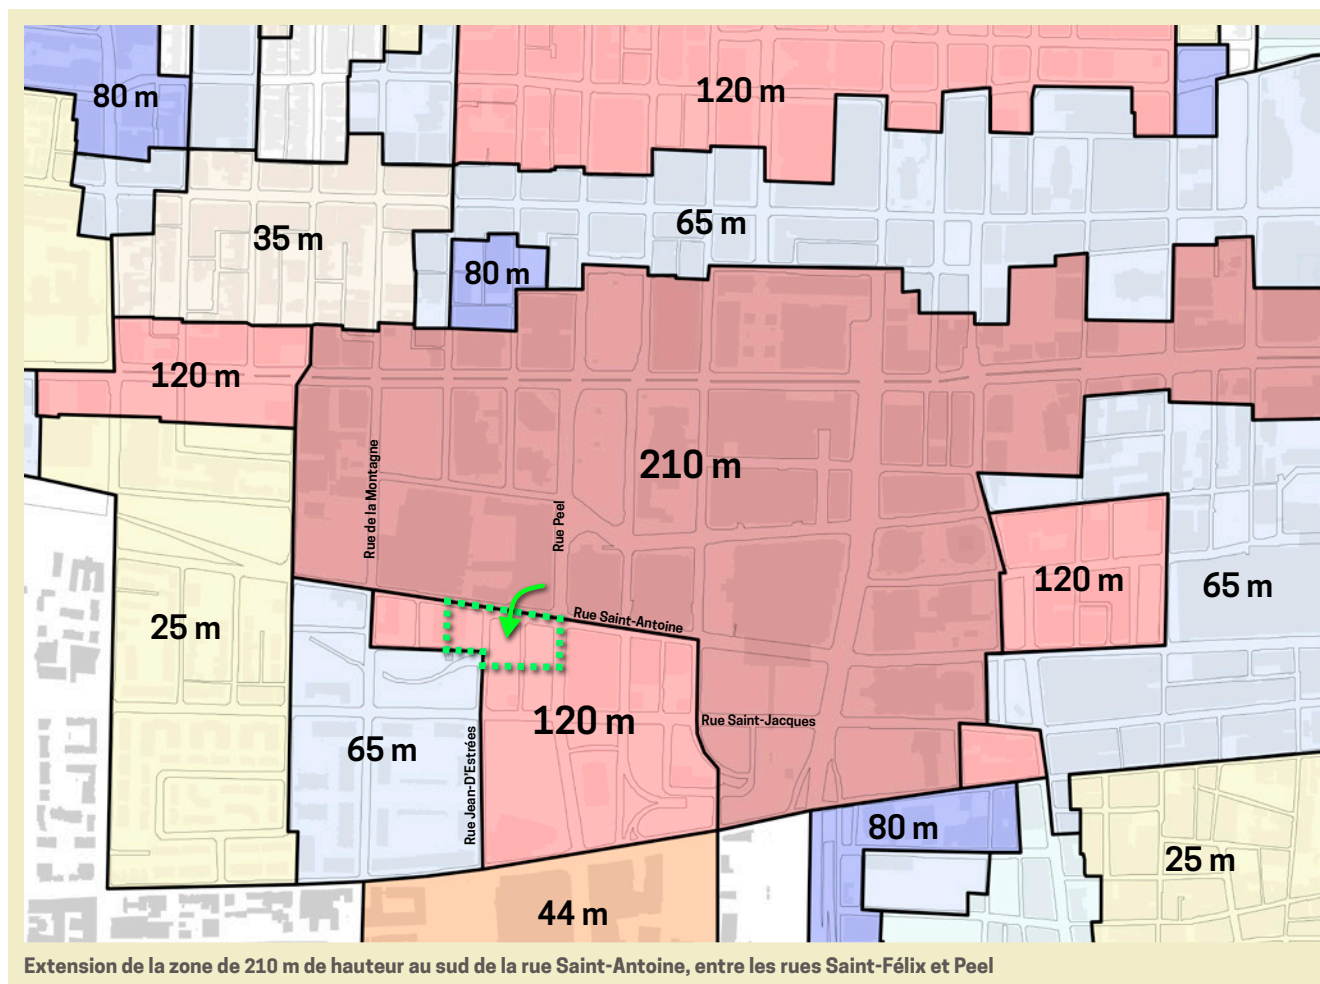 80 m
120 m
65 m
35 m
80 m
120 m
210 m
Rue de la Montagne
Rue Peel
120 m
65 m
Rue Saint-Antoine
25 m
120 m
Rue Saint-Jacques
65 m
Rue Jean-D'Estrées
80 m
25 m
44 m
Extension de la zone de 210 m de hauteur au sud de la rue Saint-Antoine, entre les rues Saint-Félix et Peel